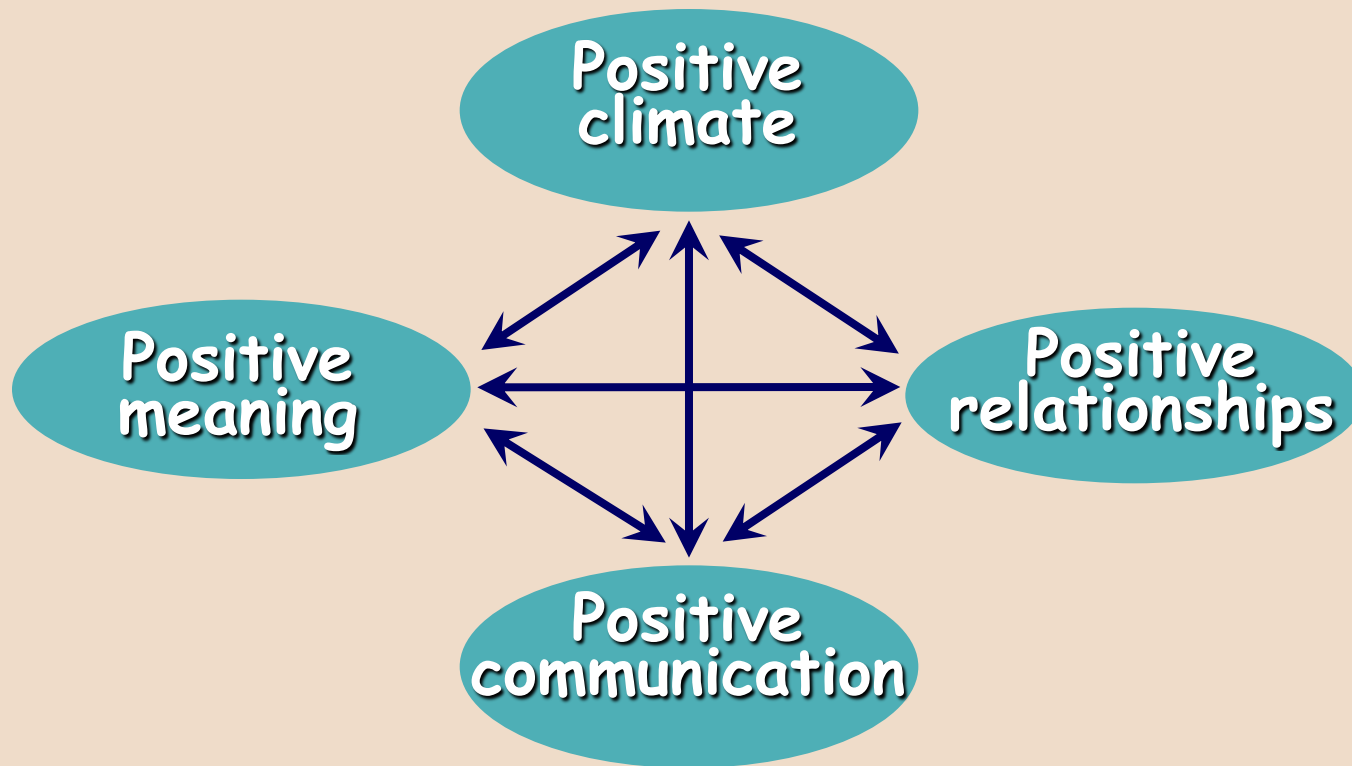 Positive
climate
Positive
meaning
Positive
relationships
Positive
communication